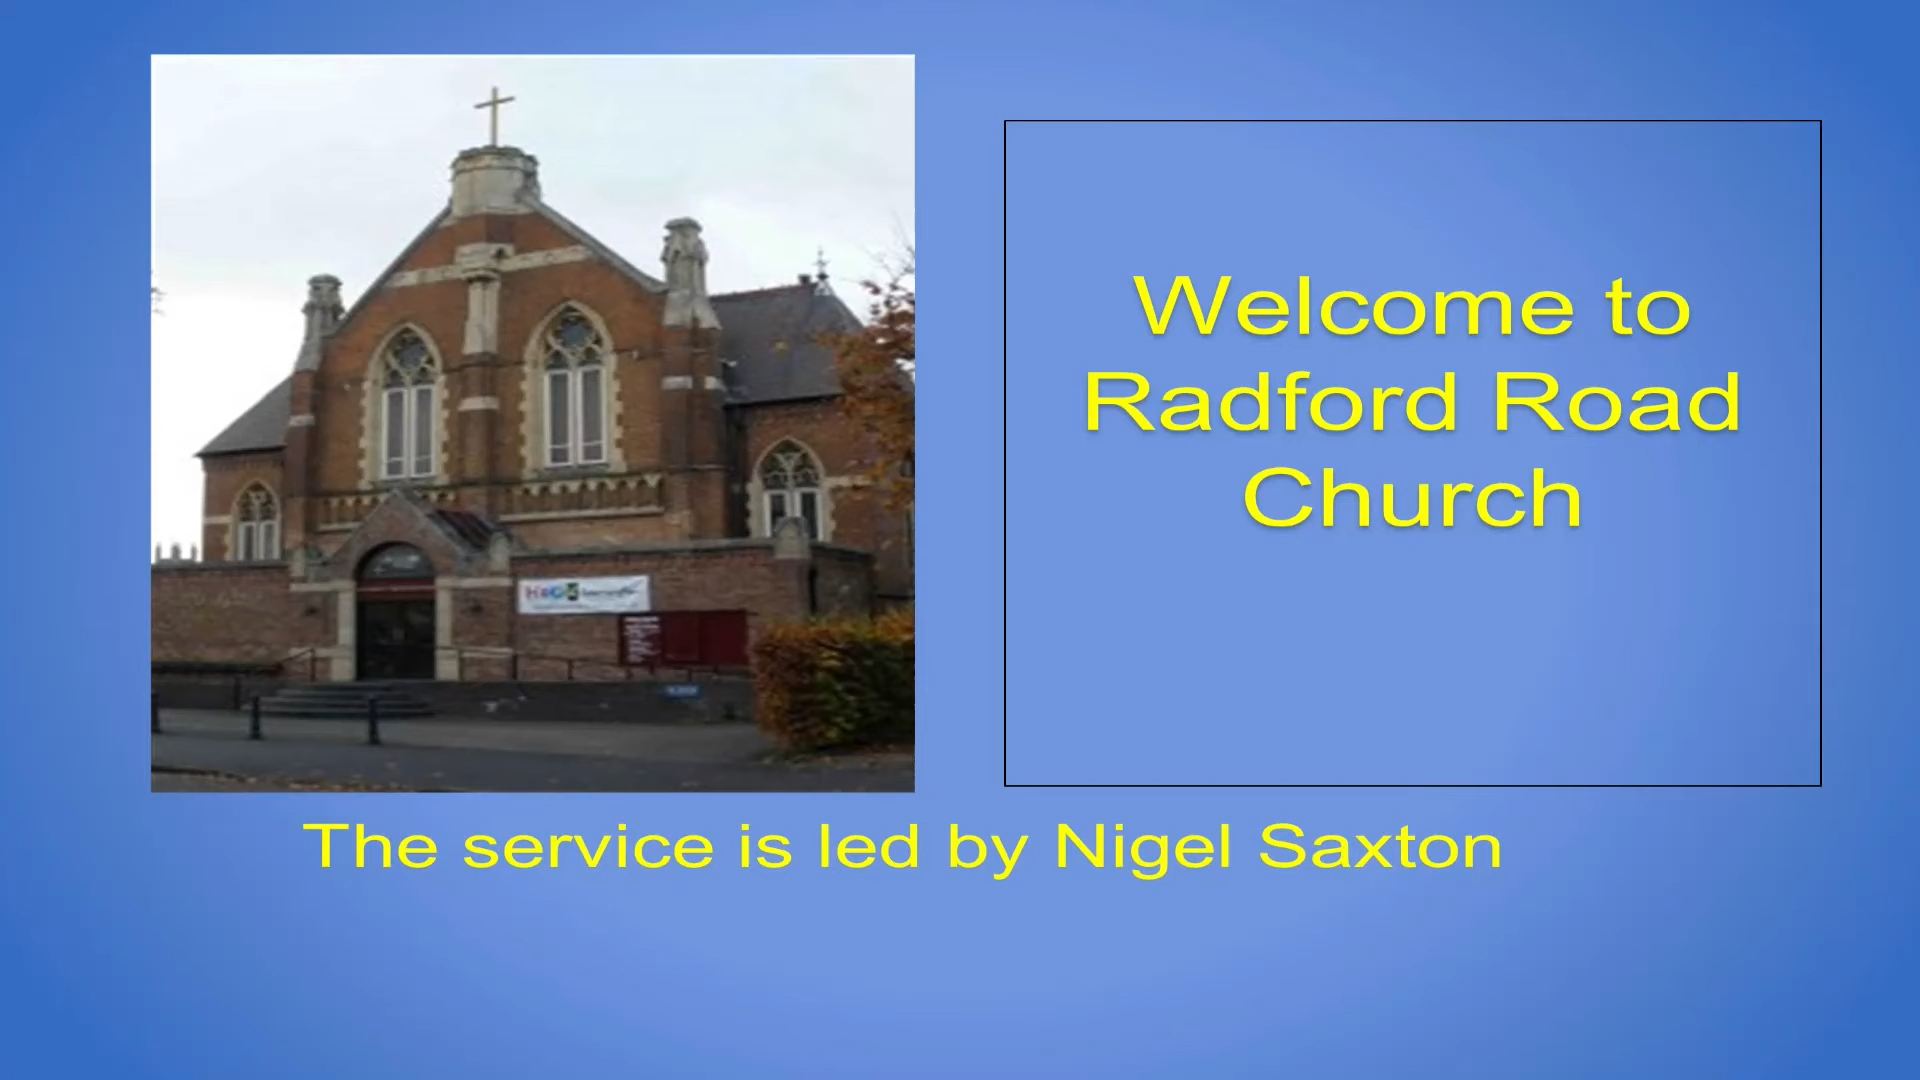 Welcome to
Radford Road
Church
The service is led by Nigel Saxton